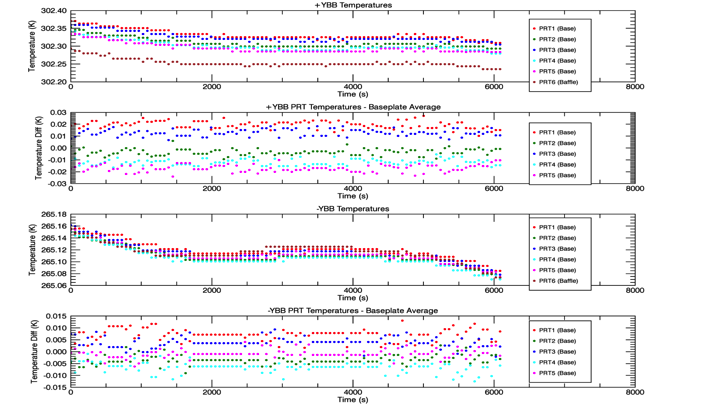 +YBB Temperatures
302.40
302.35
302.30
302.25
302.20
Temperature (K)
0 2000 4000 6000 8000
Time (s)
PRT1 (Base)
PRT2 (Base)
PRT3 (Base)
PRT4 (Base)
PRT5 (Base)
PRT6 (Baffle)
+YBB PRT Temperatures - Baseplate Average
0.03
0.02
0.01
0.00
-0.01
-0.02
-0.03
Temperature Diff (K)
0 2000 4000 6000 8000
Time (s)
PRT1 (Base)
PRT2 (Base)
PRT3 (Base)
PRT4 (Base)
PRT5 (Base)
-YBB Temperatures
265.18
265.16
265.14
265.12
265.10
265.08
265.06
Temperature (K)
0 2000 4000 6000 8000
Time (s)
PRT1 (Base)
PRT2 (Base)
PRT3 (Base)
PRT4 (Base)
PRT5 (Base)
PRT6 (Baffle)
-YBB PRT Temperatures - Baseplate Average
0.015
0.010
0.005
0.000
-0.005
-0.010
-0.015
Temperature Diff (K)
0 2000 4000 6000 8000
Time (s)
PRT1 (Base)
PRT2 (Base)
PRT3 (Base)
PRT4 (Base)
PRT5 (Base)